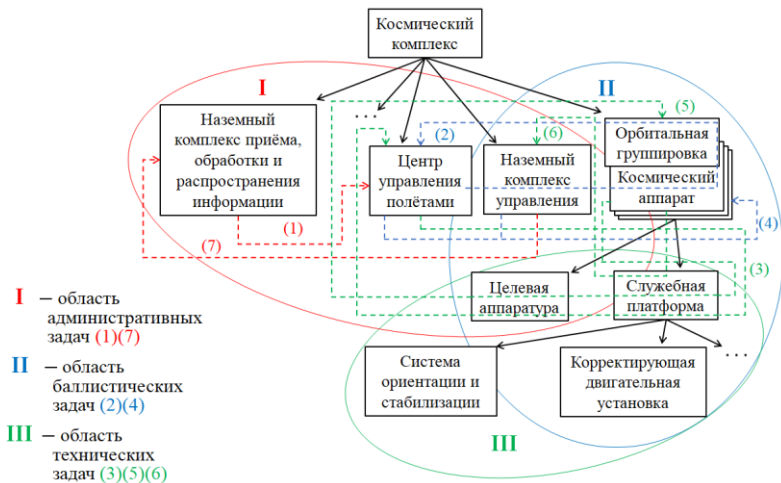 Космический
комплекс
I
II
Наземный
комплекс приёма,
обработки и
распространения
информации
...
(2)
(6)
(5)
Центр
управления
полётами
Наземный
комплекс
управления
Орбитальная
группировка
Космический
аппарат
(1)
(7)
(4)
(3)
Целевая
аппаратура
Служебная
платформа
...
Система
ориентации и
стабилизации
Корректирующая
двигательная
установка
III
I – область
административных
задач (1)(7)
II – область
баллистических
задач (2)(4)
III – область
технических
задач (3)(5)(6)